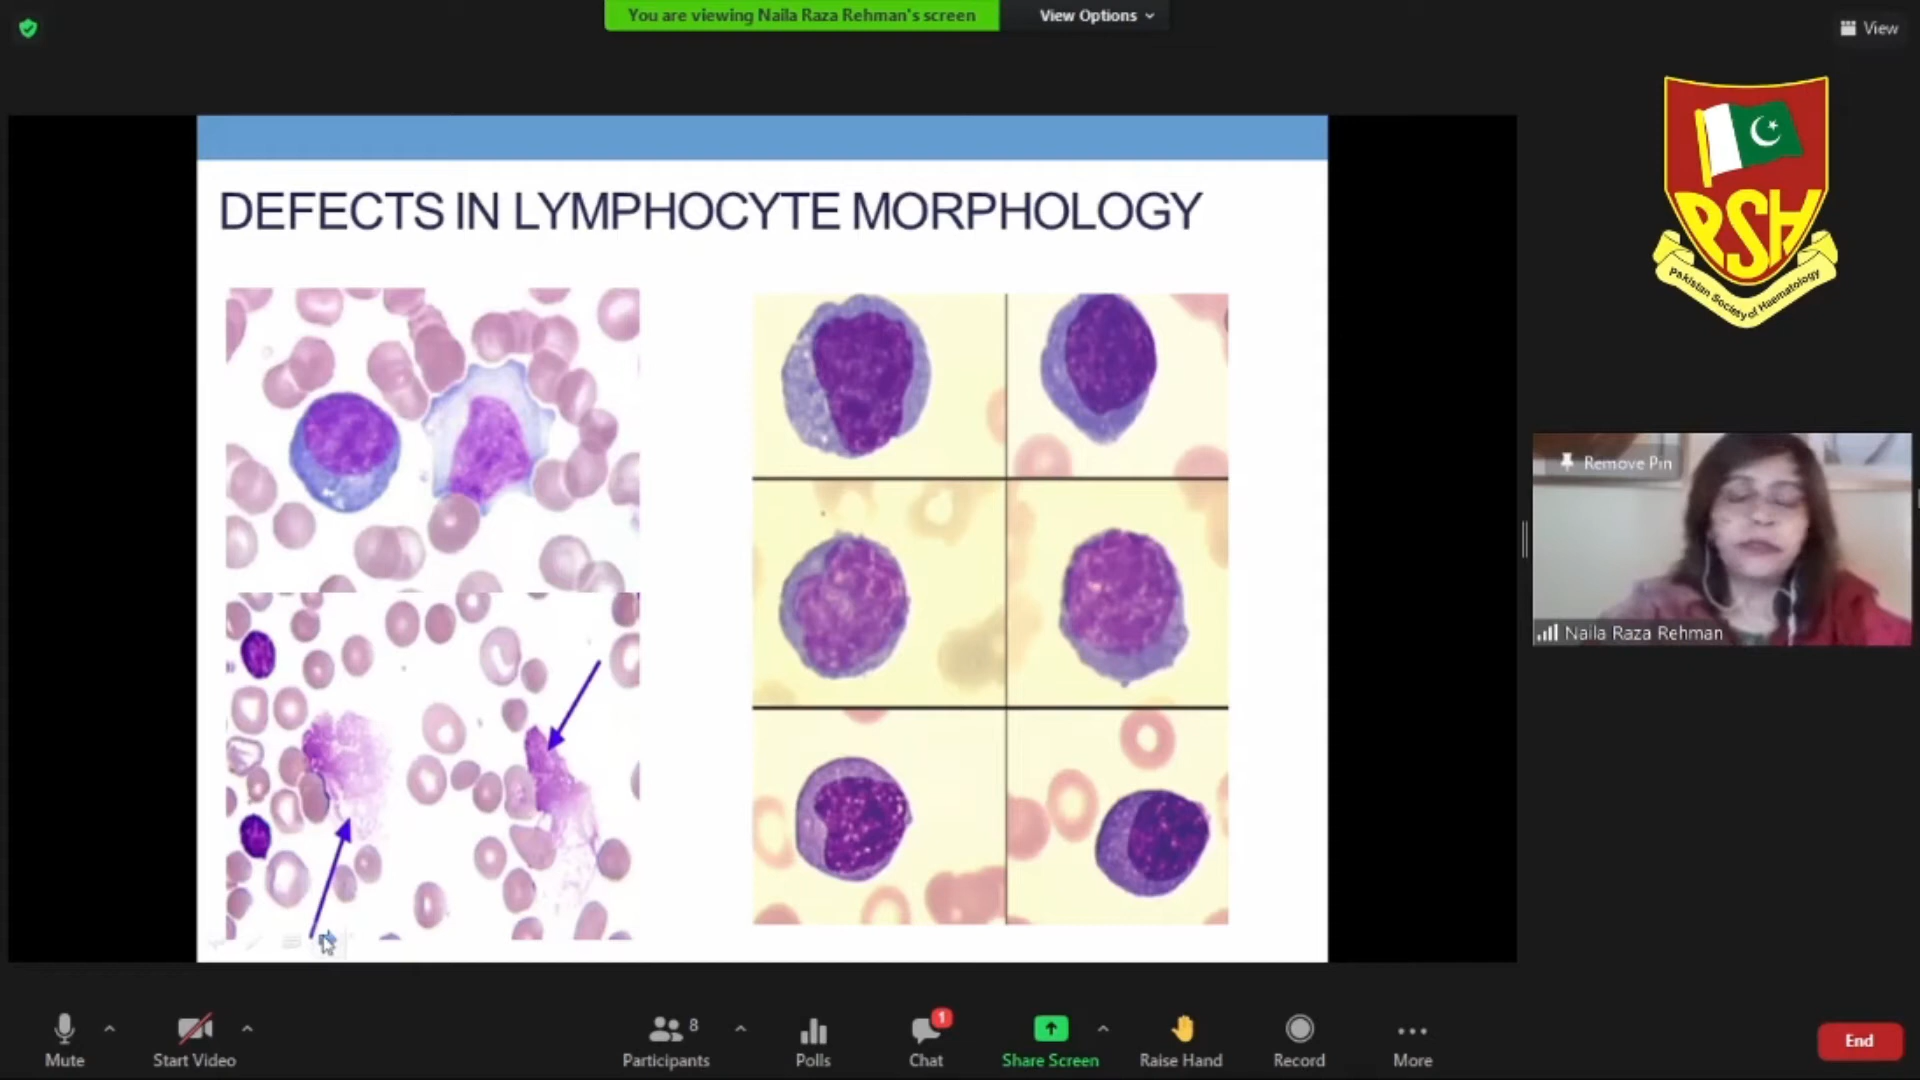 You are viewing Naila Raza Rehman's screen
View Options
View
DEFECTS IN LYMPHOCYTE MORPHOLOGY
PSH
Pakistan Society of Haematology
Remove Pin
Naila Raza Rehman
Mute
Start Video
8
Participants
Polls
1
Chat
Share Screen
Raise Hand
Record
More
End